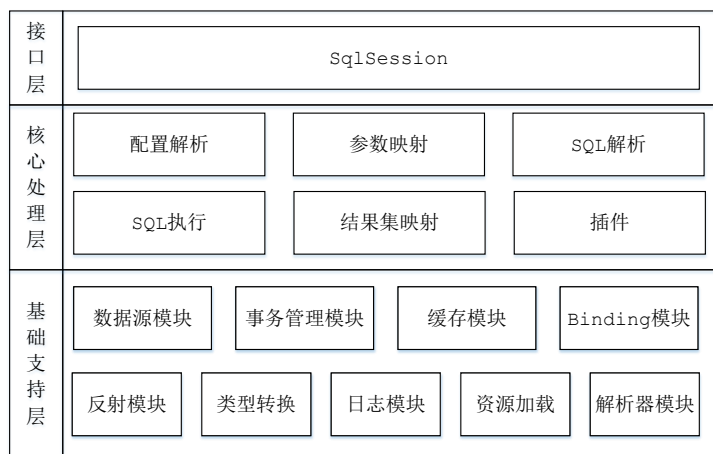 接口层
SqlSession
核心处理层
配置解析
参数映射
SQL解析
SQL执行
结果集映射
插件
基础支持层
数据源模块
事务管理模块
缓存模块
Binding模块
反射模块
类型转换
日志模块
资源加载
解析器模块